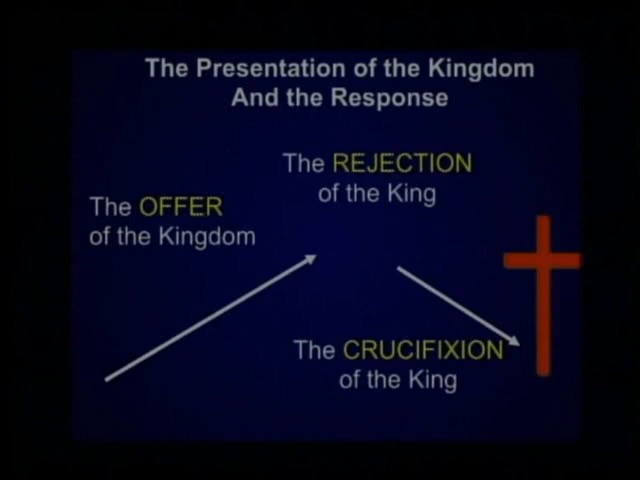 The Presentation of the Kingdom
And the Response
The REJECTION
of the King
The OFFER
of the Kingdom
The CRUCIFIXION
of the King